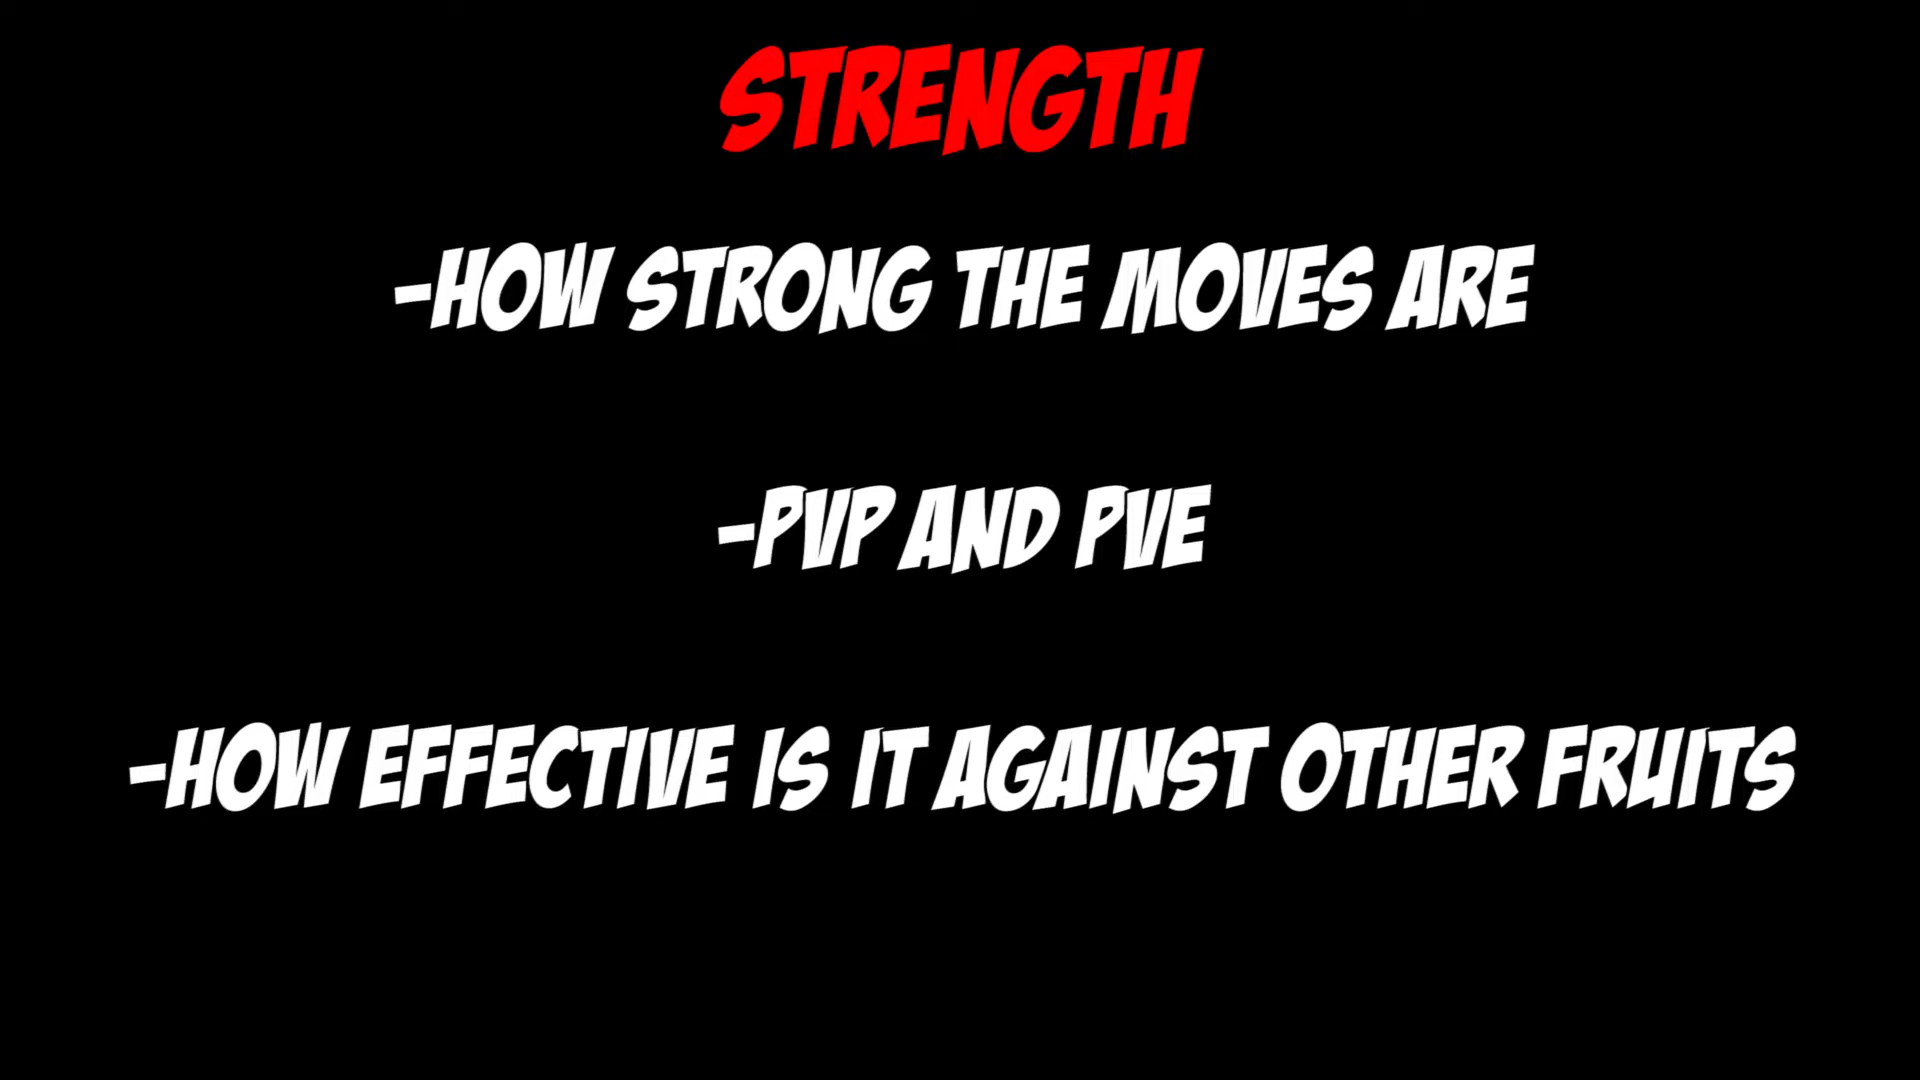 STRENGTH
-HOW STRONG THE MOVES ARE
-PVP AND PVE
-HOW EFFECTIVE IS IT AGAINST OTHER FRUITS